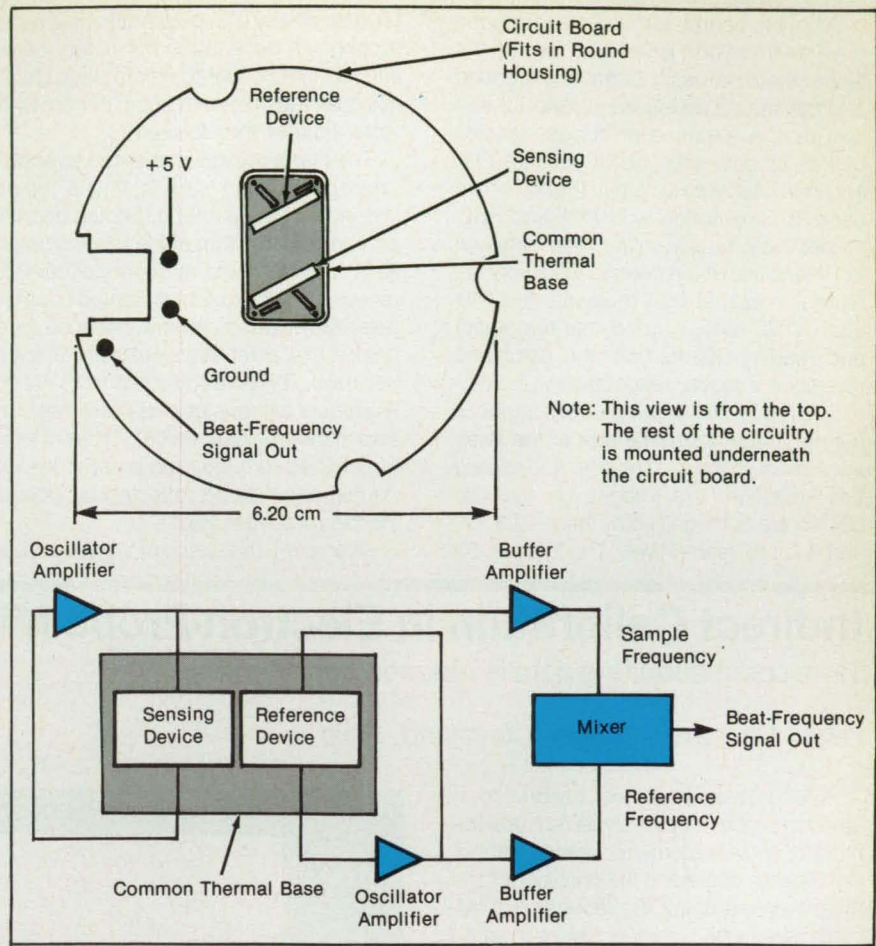 Circuit Board
(Fits in Round
Housing)
Reference
Device
+5 V
Sensing
Device
Common
Thermal
Base
Ground
Beat-Frequency
Signal Out
Note: This view is from the top.
The rest of the circuitry
is mounted underneath
the circuit board.
6.20 cm
Oscillator
Amplifier
Buffer
Amplifier
Sample
Frequency
Sensing
Device
Reference
Device
Mixer
Beat-Frequency
Signal Out
Reference
Frequency
Common Thermal Base
Oscillator
Amplifier
Buffer
Amplifier